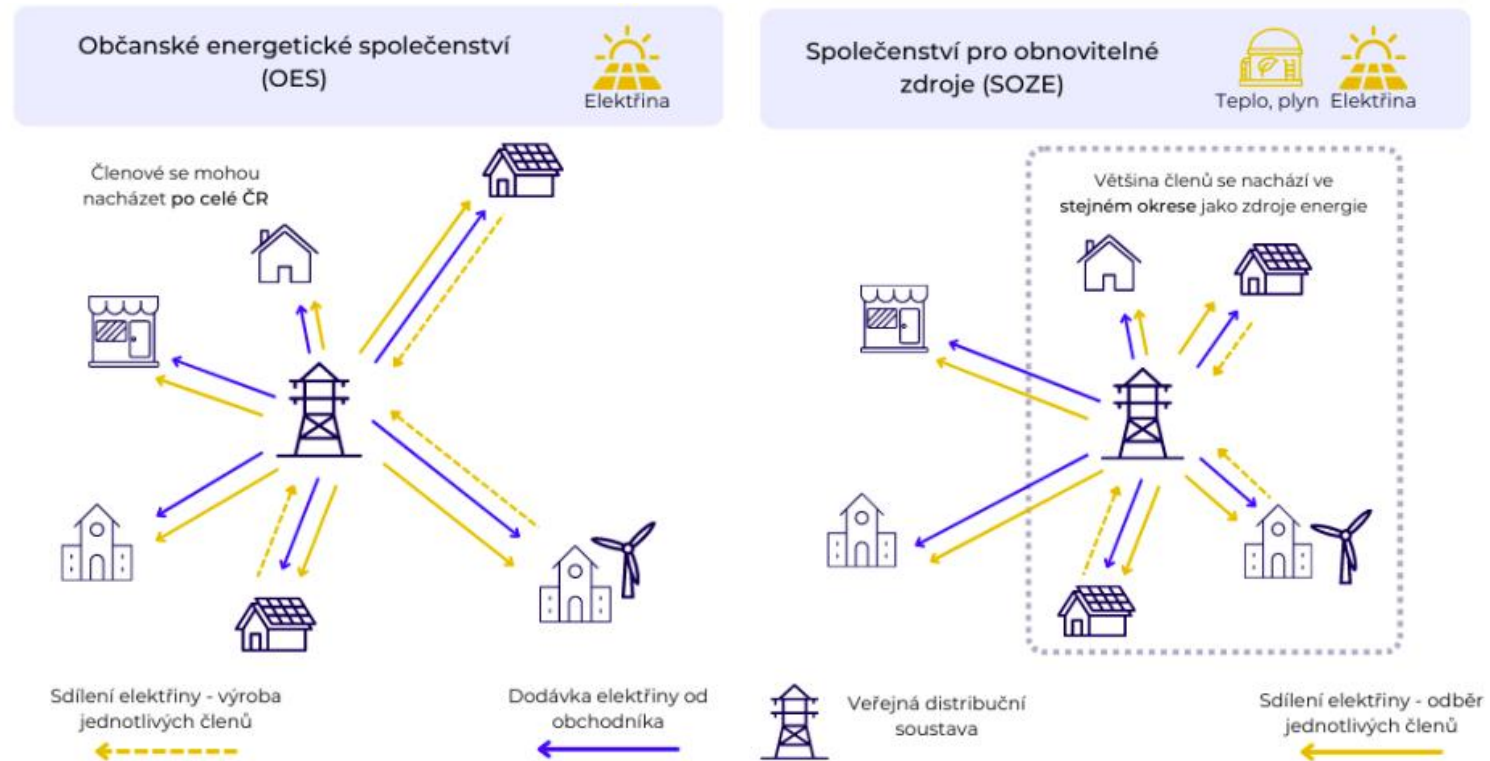 Občanské energetické společenství
(OES)
Elektřina
Společenství pro obnovitelné
zdroje (SOZE)
Teplo, plyn
Elektřina
Členové se mohou
nacházet po celé ČR
Většina členů se nachází ve
stejném okrese jako zdroje energie
Sdílení elektřiny - výroba
jednotlivých členů
Dodávka elektřiny od
obchodníka
Veřejná distribuční
soustava
Sdílení elektřiny - odběr
jednotlivých členů